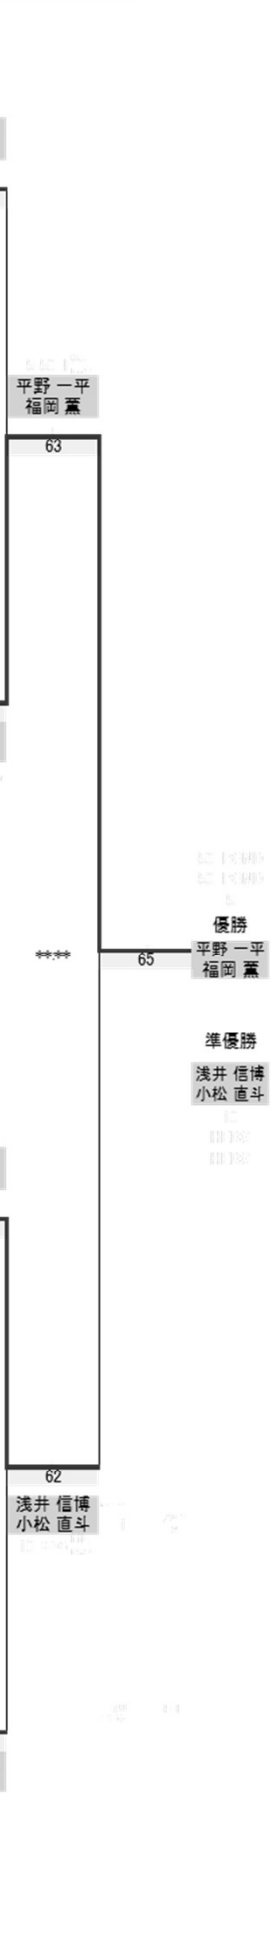 平野 一平
福岡 薫
63
優勝
平野 一平
福岡 薫
**:**
65
準優勝
浅井 信博
小松 直斗
62
浅井 信博
小松 直斗